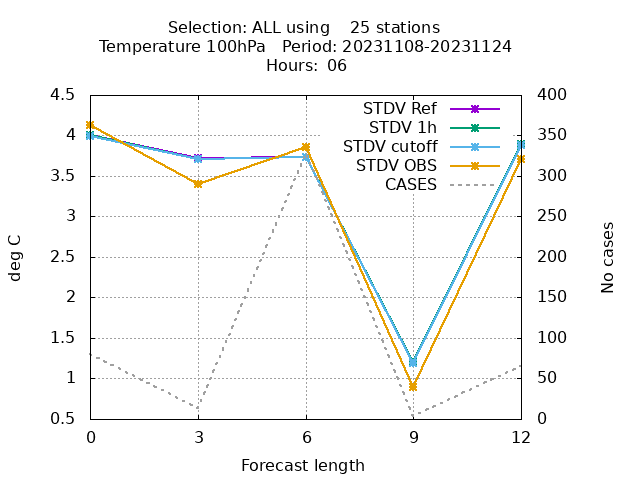 Selection: ALL using    25 stations
Temperature 100hPa   Period: 20231108-20231124
Hours: 06
4.5
4
3.5
3
2.5
2
1.5
1
0.5
400
350
300
250
200
150
100
50
0
STDV Ref
STDV 1h
STDV cutoff
STDV OBS
CASES
deg C
No cases
0 3 6 9 12
Forecast length